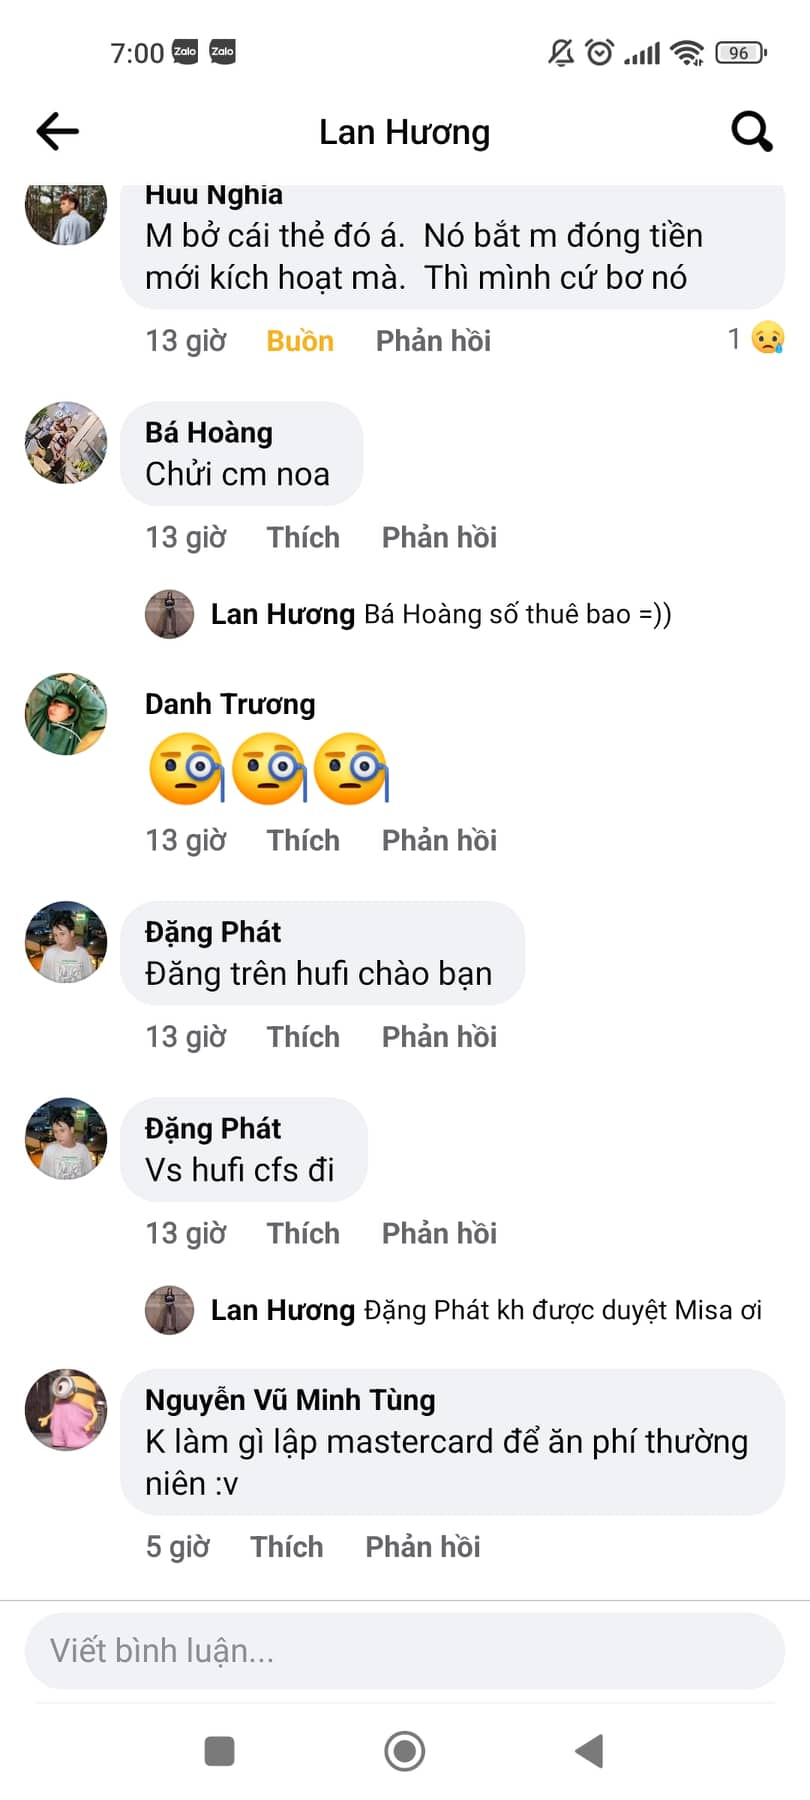 7:00 Zalo Zalo 96
Lan Hương
Hưu Nghĩa
M bở cái thẻ đó á. Nó bắt m đóng tiền
mới kích hoạt mà. Thì mình cứ bơ nó
13 giờ Buồn Phản hồi 1
Bá Hoàng
Chửi cm noa
13 giờ Thích Phản hồi
Lan Hương Bá Hoàng số thuê bao =))
Danh Trương
13 giờ Thích Phản hồi
Đặng Phát
Đăng trên hufi chào bạn
13 giờ Thích Phản hồi
Đặng Phát
Vs hufi cfs đi
13 giờ Thích Phản hồi
Lan Hương Đặng Phát kh được duyệt Misa ơi
Nguyễn Vũ Minh Tùng
K làm gì lập mastercard để ăn phí thường
niên :v
5 giờ Thích Phản hồi
Viết bình luận...